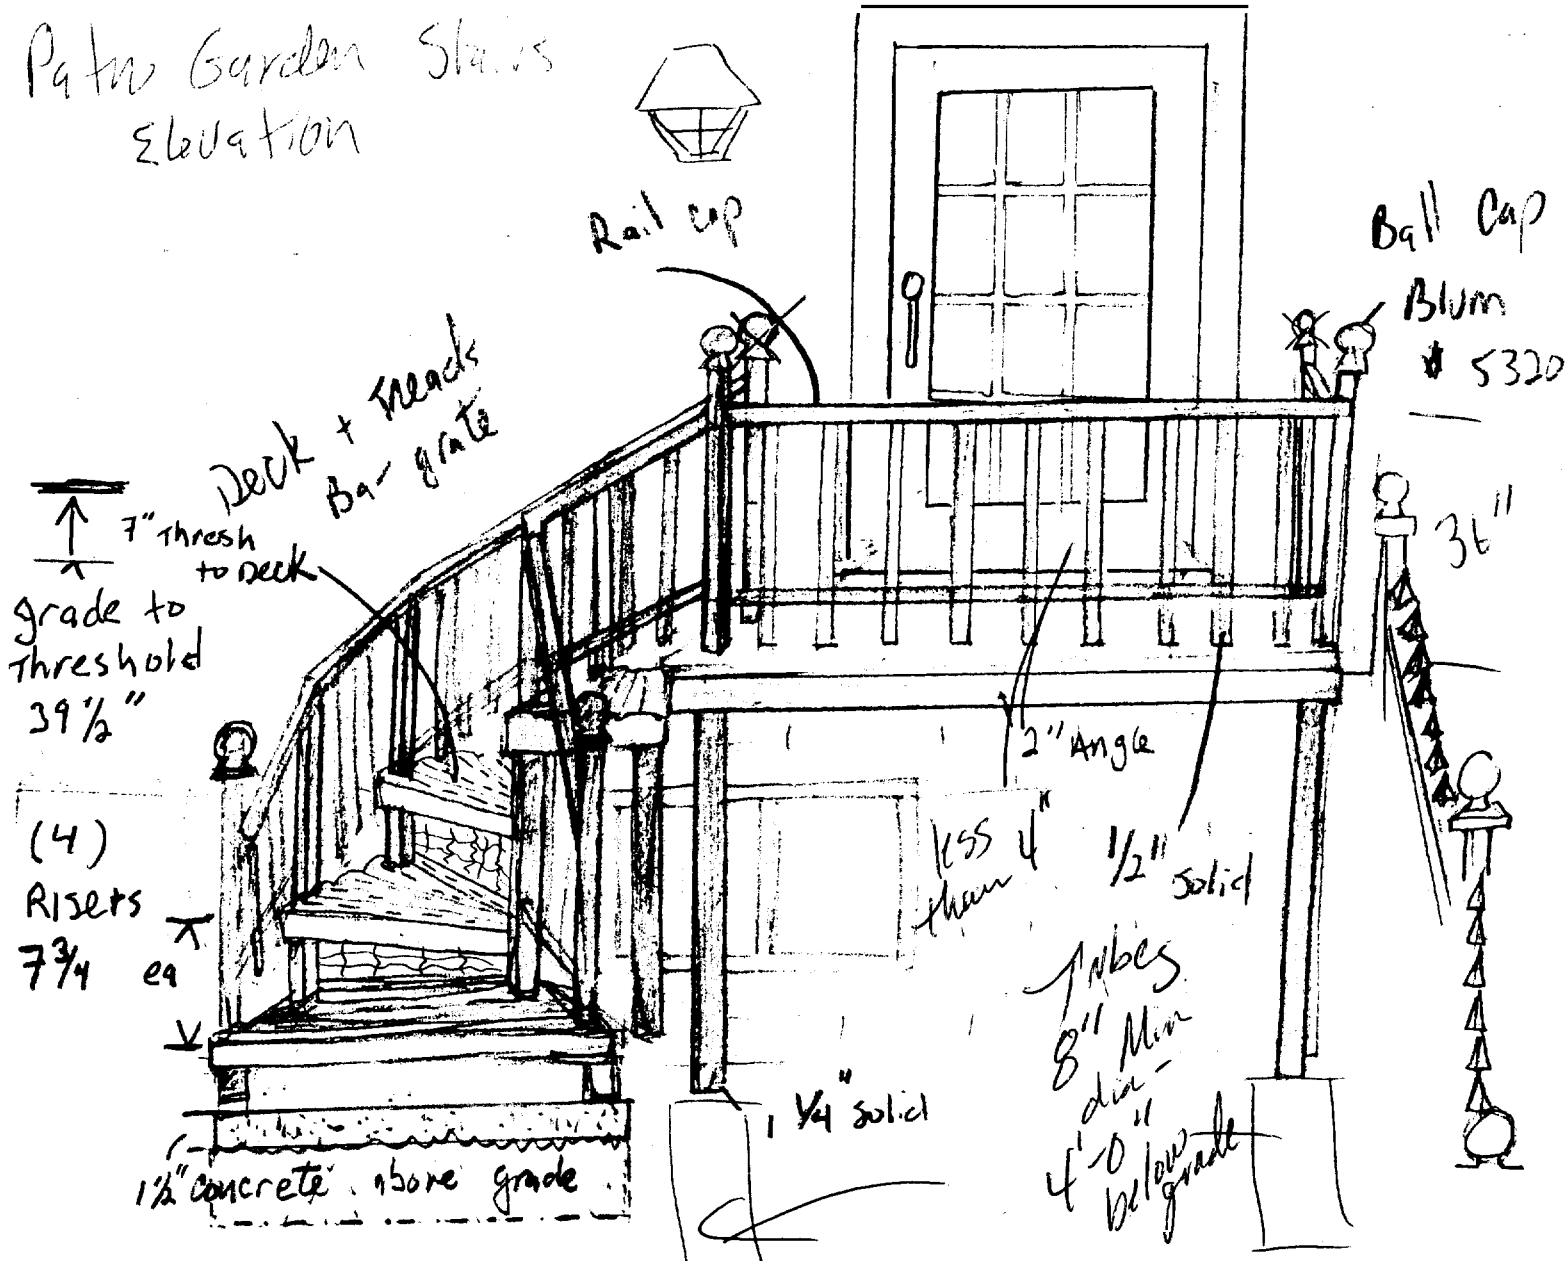 Patio Garden Stairs
Elevation
Rail cap
Ball Cap
Blum
# 5320
Deck + Treads
Bar grate
7" Thresh
to Deck
grade to
Threshold
39 1/2"
36"
2" Angle
less
than 4"
1/2" solid
(4)
Risers
7 3/4 ea
Tubes
8" Min
dia-
4'-0"
below
grade
1 1/4" solid
1 1/2" concrete above grade